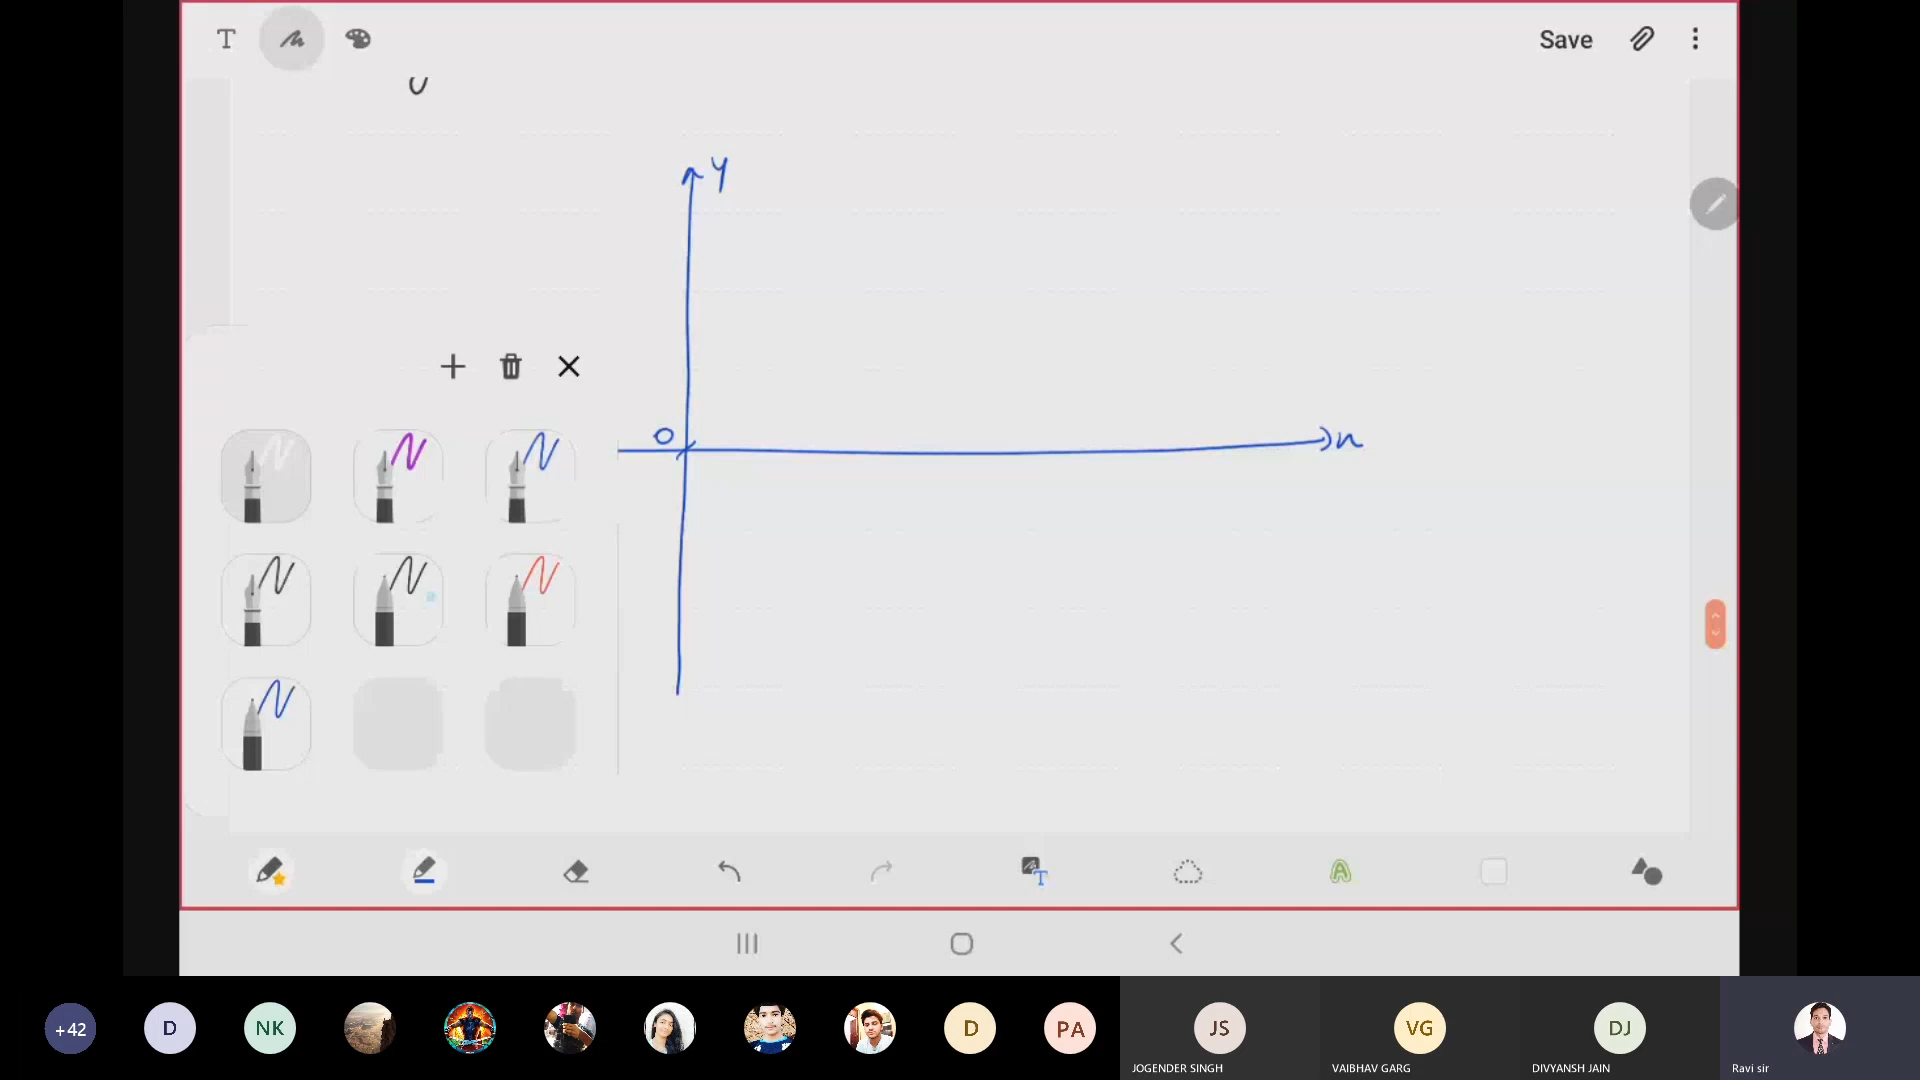 T
Save
y
O
x
T
A
+42
D
NK
D
PA
JS
VG
DJ
JOGENDER SINGH
VAIBHAV GARG
DIVYANSH JAIN
Ravi sir